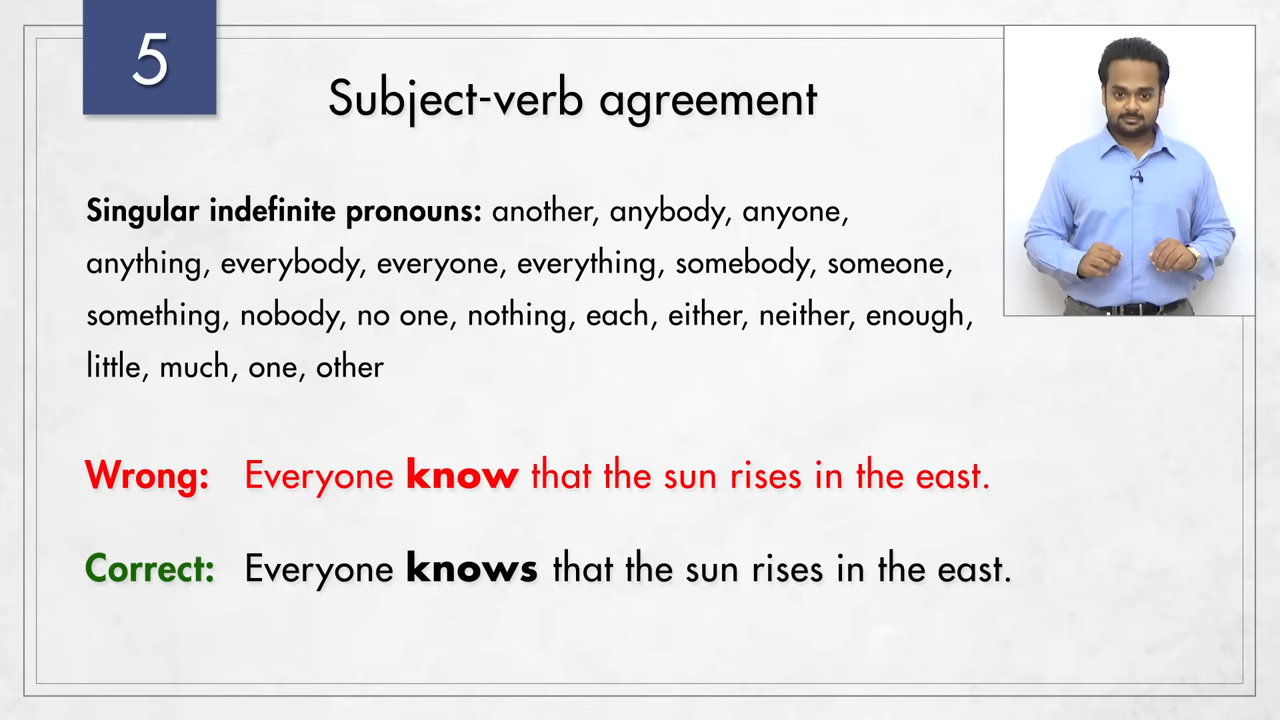 5
Subject-verb agreement
Singular indefinite pronouns: another, anybody, anyone,
anything, everybody, everyone, everything, somebody, someone,
something, nobody, no one, nothing, each, either, neither, enough,
little, much, one, other
Wrong: Everyone know that the sun rises in the east.
Correct: Everyone knows that the sun rises in the east.